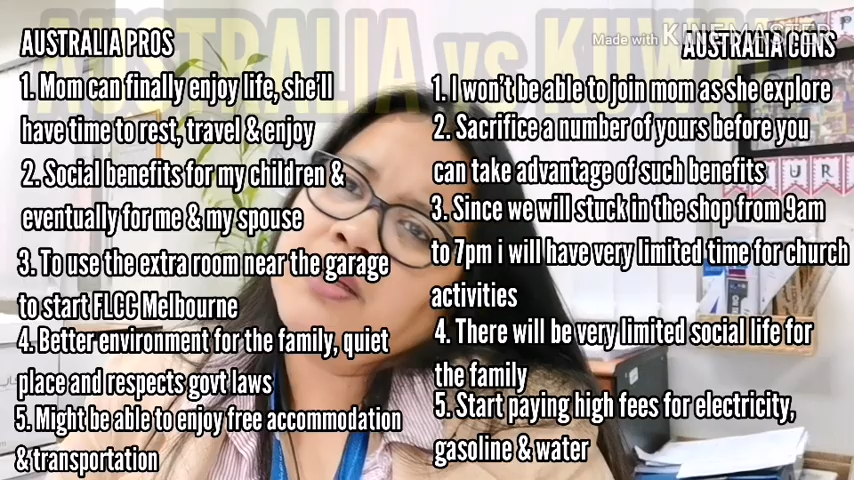 AUSTRALIA vs KUWAIT
Made with KINEMASTER
AUSTRALIA PROS
1. Mom can finally enjoy life, she'll
have time to rest, travel & enjoy
2. Social benefits for my children &
eventually for me & my spouse
3. To use the extra room near the garage
to start FLCC Melbourne
4. Better environment for the family, quiet
place and respects govt laws
5. Might be able to enjoy free accommodation
& transportation
AUSTRALIA CONS
1. I won't be able to join mom as she explore
2. Sacrifice a number of yours before you
can take advantage of such benefits
3. Since we will stuck in the shop from 9am
to 7pm i will have very limited time for church
activities
4. There will be very limited social life for
the family
5. Start paying high fees for electricity,
gasoline & water
U R